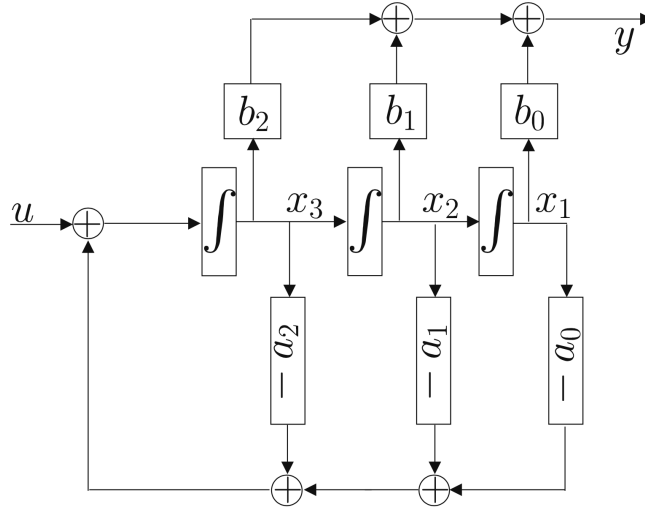 y
b₂ b₁ b₀
u ∫ x₃ ∫ x₂ ∫ x₁
−a₂ −a₁ −a₀